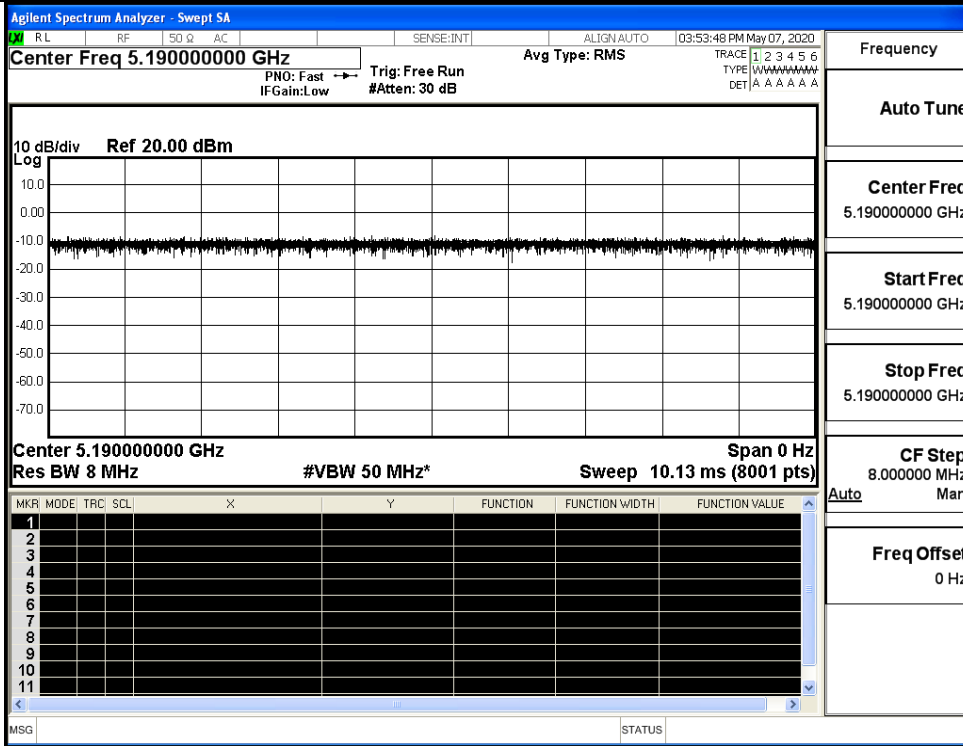 Agilent Spectrum Analyzer - Swept SA
LXI RL RF 50 Ω AC SENSE:INT ALIGN AUTO 03:53:48 PM May 07, 2020
Center Freq 5.190000000 GHz
PNO: Fast
IFGain:Low
Trig: Free Run
#Atten: 30 dB
Avg Type: RMS
TRACE 1 2 3 4 5 6
TYPE WWWWWW
DET A A A A A A
10 dB/div Ref 20.00 dBm
Log
10.0
0.00
-10.0
-20.0
-30.0
-40.0
-50.0
-60.0
-70.0
Center 5.190000000 GHz Span 0 Hz
Res BW 8 MHz #VBW 50 MHz* Sweep 10.13 ms (8001 pts)
MKR MODE TRC SCL X Y FUNCTION FUNCTION WIDTH FUNCTION VALUE
1
2
3
4
5
6
7
8
9
10
11
MSG STATUS
Frequency
Auto Tune
Center Freq
5.190000000 GHz
Start Freq
5.190000000 GHz
Stop Freq
5.190000000 GHz
CF Step
8.000000 MHz
Auto Man
Freq Offset
0 Hz